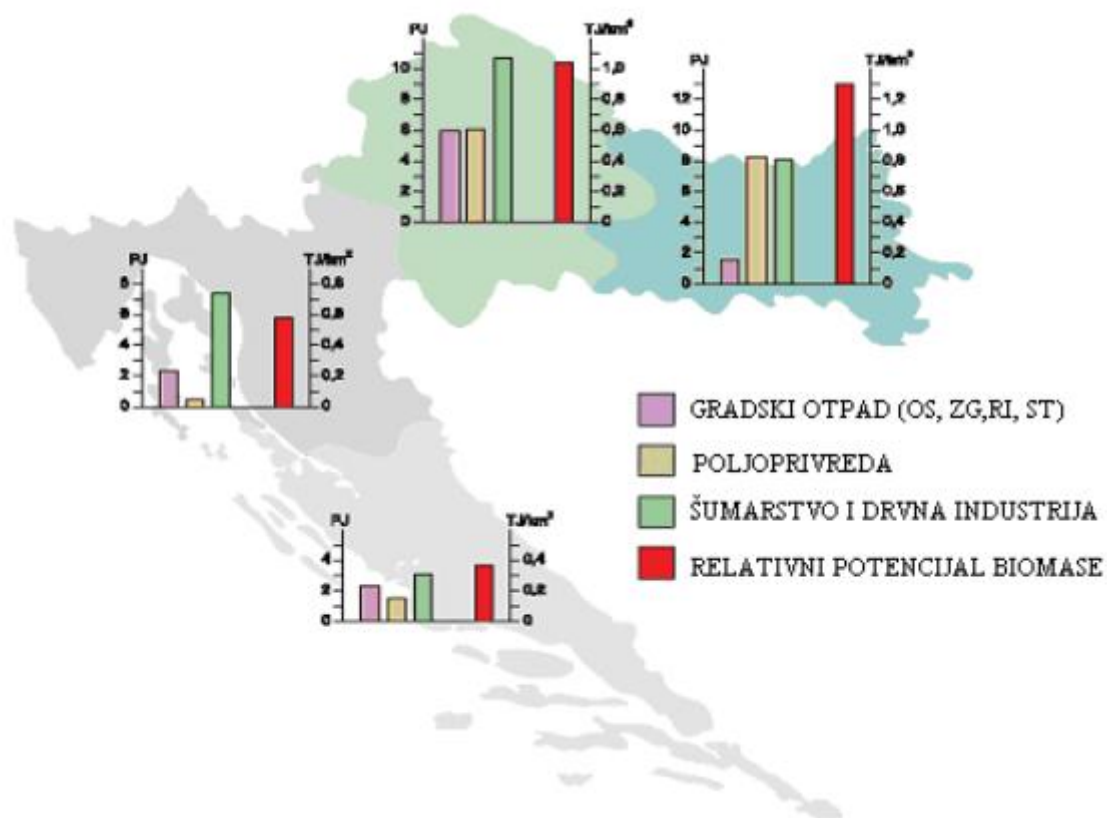 PJ TJ/km²
10 1,0
8 0,8
6 0,6
4 0,4
2 0,2
0 0
PJ TJ/km²
12 1,2
10 1,0
8 0,8
6 0,6
4 0,4
2 0,2
0 0
PJ TJ/km²
8 0,8
6 0,6
4 0,4
2 0,2
0 0
GRADSKI OTPAD (OS, ZG,RI, ST)
POLJOPRIVREDA
ŠUMARSTVO I DRVNA INDUSTRIJA
RELATIVNI POTENCIJAL BIOMASE
PJ TJ/km²
4 0,4
2 0,2
0 0